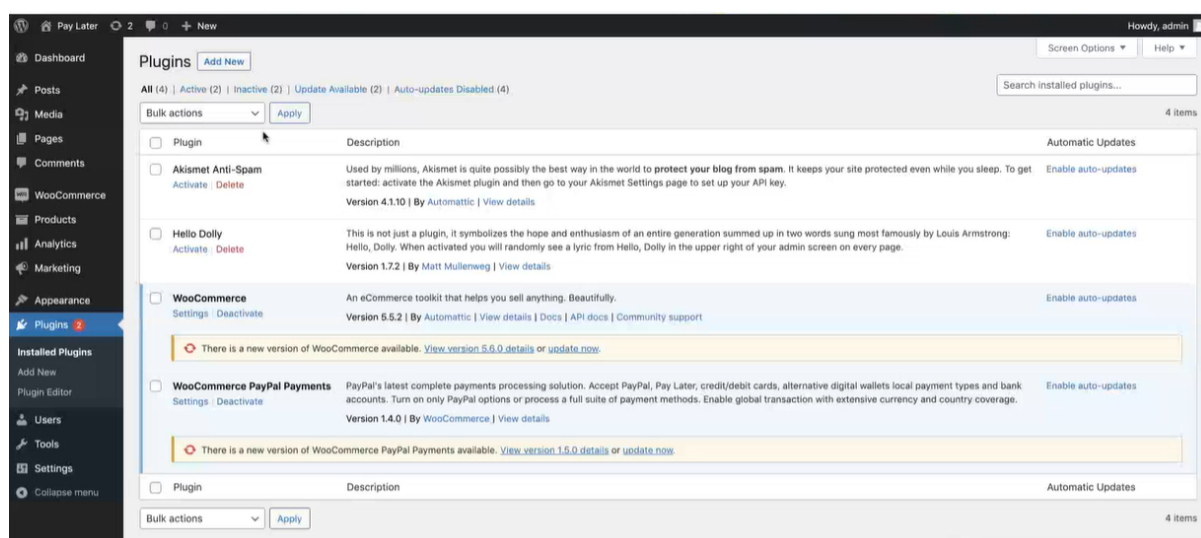 Pay Later 2 0 + New
Howdy, admin
Dashboard
Posts
Media
Pages
Comments
WooCommerce
Products
Analytics
Marketing
Appearance
Plugins 2
Installed Plugins
Add New
Plugin Editor
Users
Tools
Settings
Collapse menu
Screen Options ▼ Help ▼
Plugins Add New
All (4) | Active (2) | Inactive (2) | Update Available (2) | Auto-updates Disabled (4)
Search installed plugins...
Bulk actions Apply
4 items
Plugin Description Automatic Updates
Akismet Anti-Spam
Activate | Delete
Used by millions, Akismet is quite possibly the best way in the world to protect your blog from spam. It keeps your site protected even while you sleep. To get
started: activate the Akismet plugin and then go to your Akismet Settings page to set up your API key.
Version 4.1.10 | By Automattic | View details
Enable auto-updates
Hello Dolly
Activate | Delete
This is not just a plugin, it symbolizes the hope and enthusiasm of an entire generation summed up in two words sung most famously by Louis Armstrong:
Hello, Dolly. When activated you will randomly see a lyric from Hello, Dolly in the upper right of your admin screen on every page.
Version 1.7.2 | By Matt Mullenweg | View details
Enable auto-updates
WooCommerce
Settings | Deactivate
An eCommerce toolkit that helps you sell anything. Beautifully.
Version 5.5.2 | By Automattic | View details | Docs | API docs | Community support
Enable auto-updates
There is a new version of WooCommerce available. View version 5.6.0 details or update now.
WooCommerce PayPal Payments
Settings | Deactivate
PayPal's latest complete payments processing solution. Accept PayPal, Pay Later, credit/debit cards, alternative digital wallets local payment types and bank
accounts. Turn on only PayPal options or process a full suite of payment methods. Enable global transaction with extensive currency and country coverage.
Version 1.4.0 | By WooCommerce | View details
Enable auto-updates
There is a new version of WooCommerce PayPal Payments available. View version 1.5.0 details or update now.
Plugin Description Automatic Updates
Bulk actions Apply
4 items